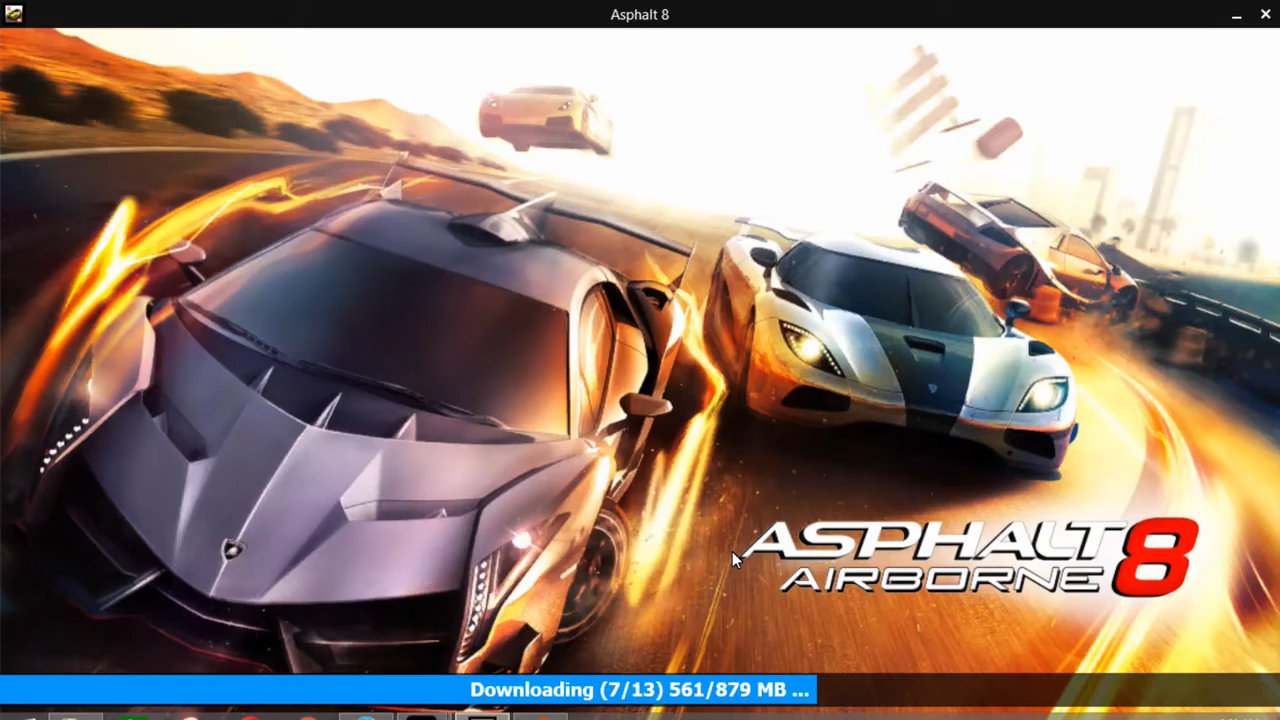 Asphalt 8
ASPHALT 8
AIRBORNE
Downloading (7/13) 561/879 MB ...